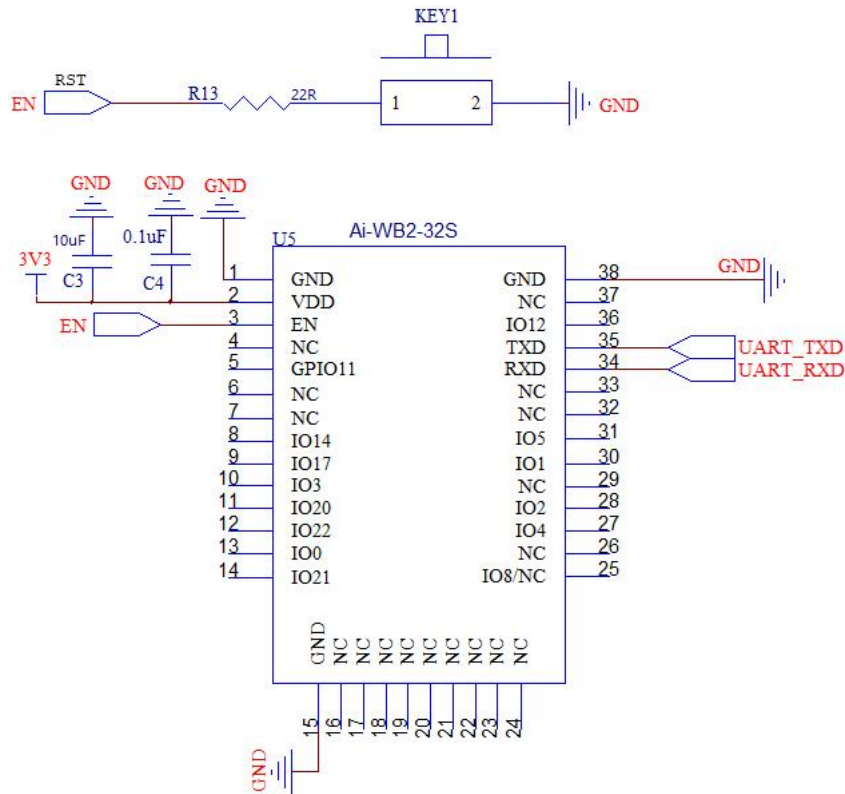 KEY1
RST
EN
R13
22R
1
2
GND
GND
GND
GND
10uF
0.1uF
3V3
C3
C4
U5
Ai-WB2-32S
1 GND
2 VDD
EN
3 EN
4 NC
5 GPIO11
6 NC
7 NC
8 IO14
9 IO17
10 IO3
11 IO20
12 IO22
13 IO0
14 IO21
GND 38
GND
NC 37
IO12 36
TXD 35
UART_TXD
RXD 34
UART_RXD
NC 33
NC 32
IO5 31
IO1 30
NC 29
IO2 28
IO4 27
NC 26
IO8/NC 25
GND 15
NC 16
NC 17
NC 18
NC 19
NC 20
NC 21
NC 22
NC 23
NC 24
GND